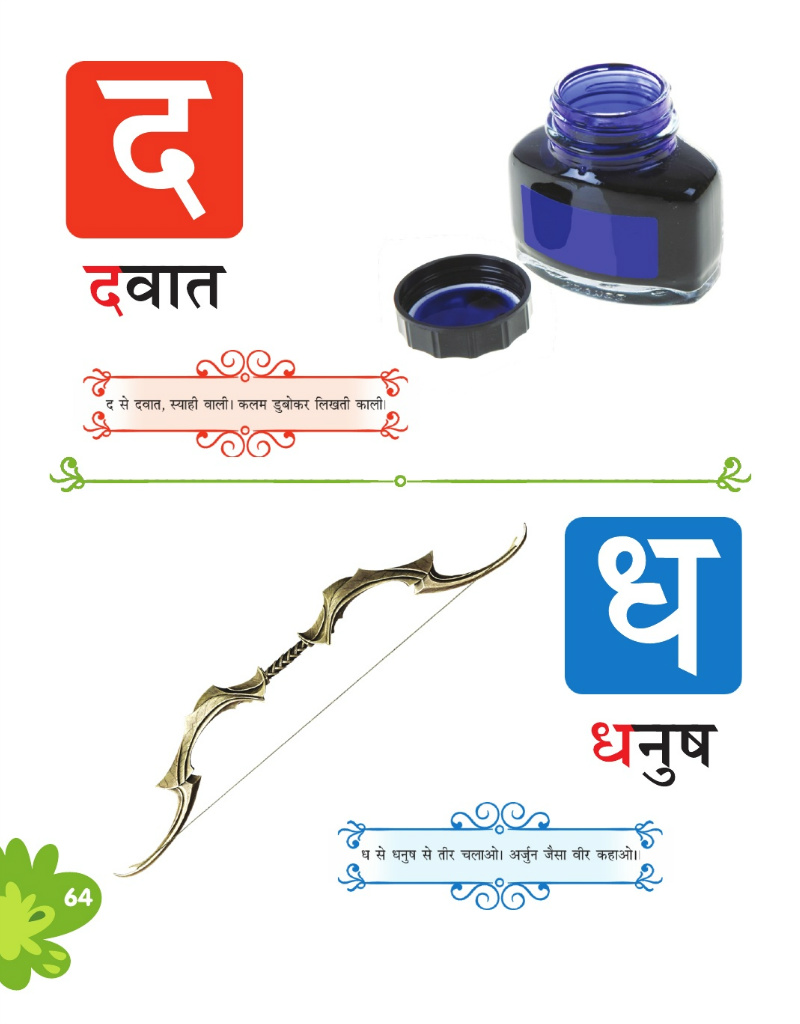 द
दवात
द से दवात, स्याही वाली। कलम डुबोकर लिखती काली।
ध
धनुष
ध से धनुष से तीर चलाओ। अर्जुन जैसा वीर कहाओ।।
64